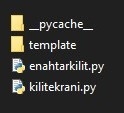 __pycache__
template
enahtarkilit.py
kilitekrani.py